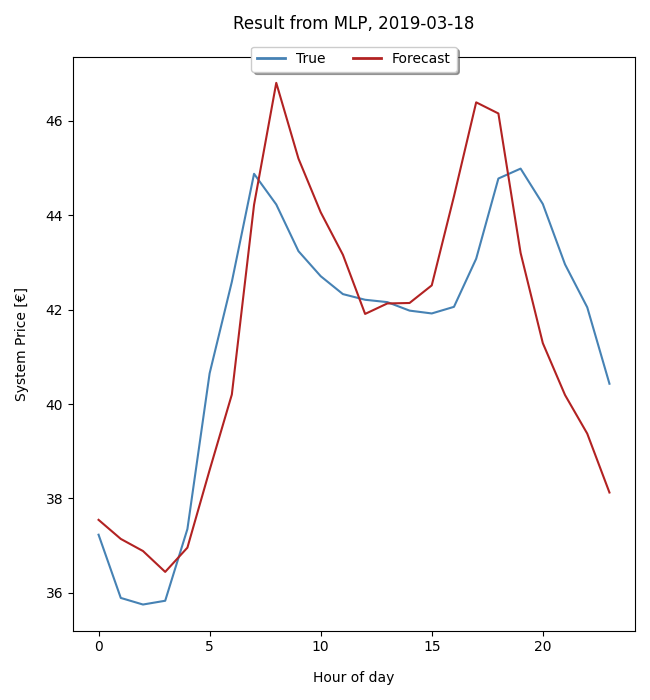 Result from MLP, 2019-03-18
True Forecast
System Price [€]
46
44
42
40
38
36
0 5 10 15 20
Hour of day